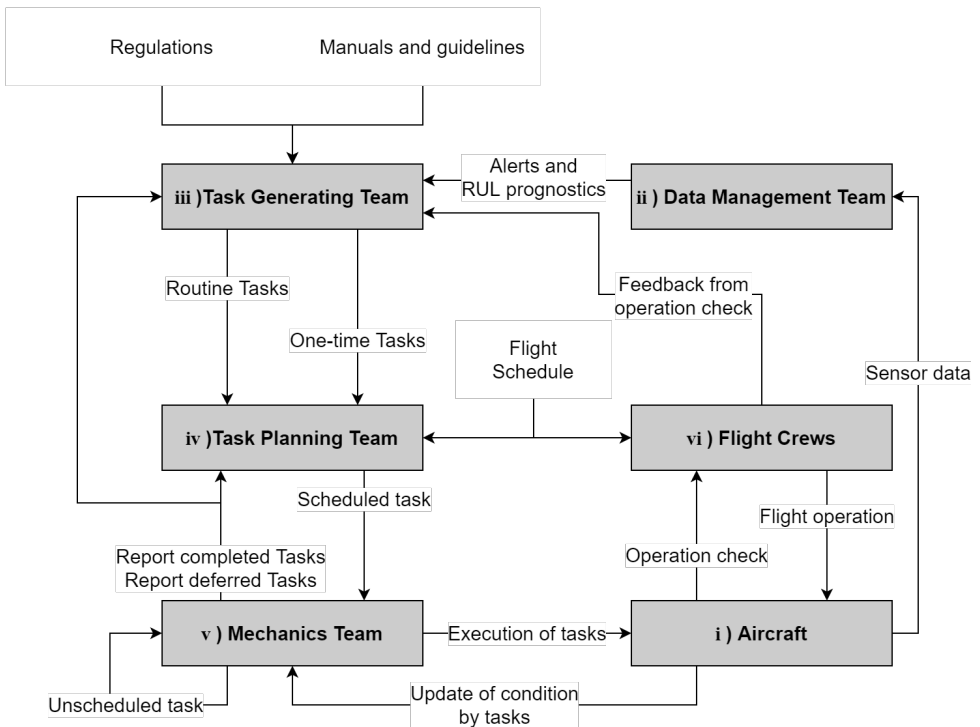 Regulations
Manuals and guidelines
iii )Task Generating Team
Alerts and
RUL prognostics
ii ) Data Management Team
Routine Tasks
One-time Tasks
Feedback from
operation check
Flight
Schedule
Sensor data
iv )Task Planning Team
vi ) Flight Crews
Scheduled task
Flight operation
Report completed Tasks
Report deferred Tasks
Operation check
v ) Mechanics Team
Execution of tasks
i ) Aircraft
Unscheduled task
Update of condition
by tasks